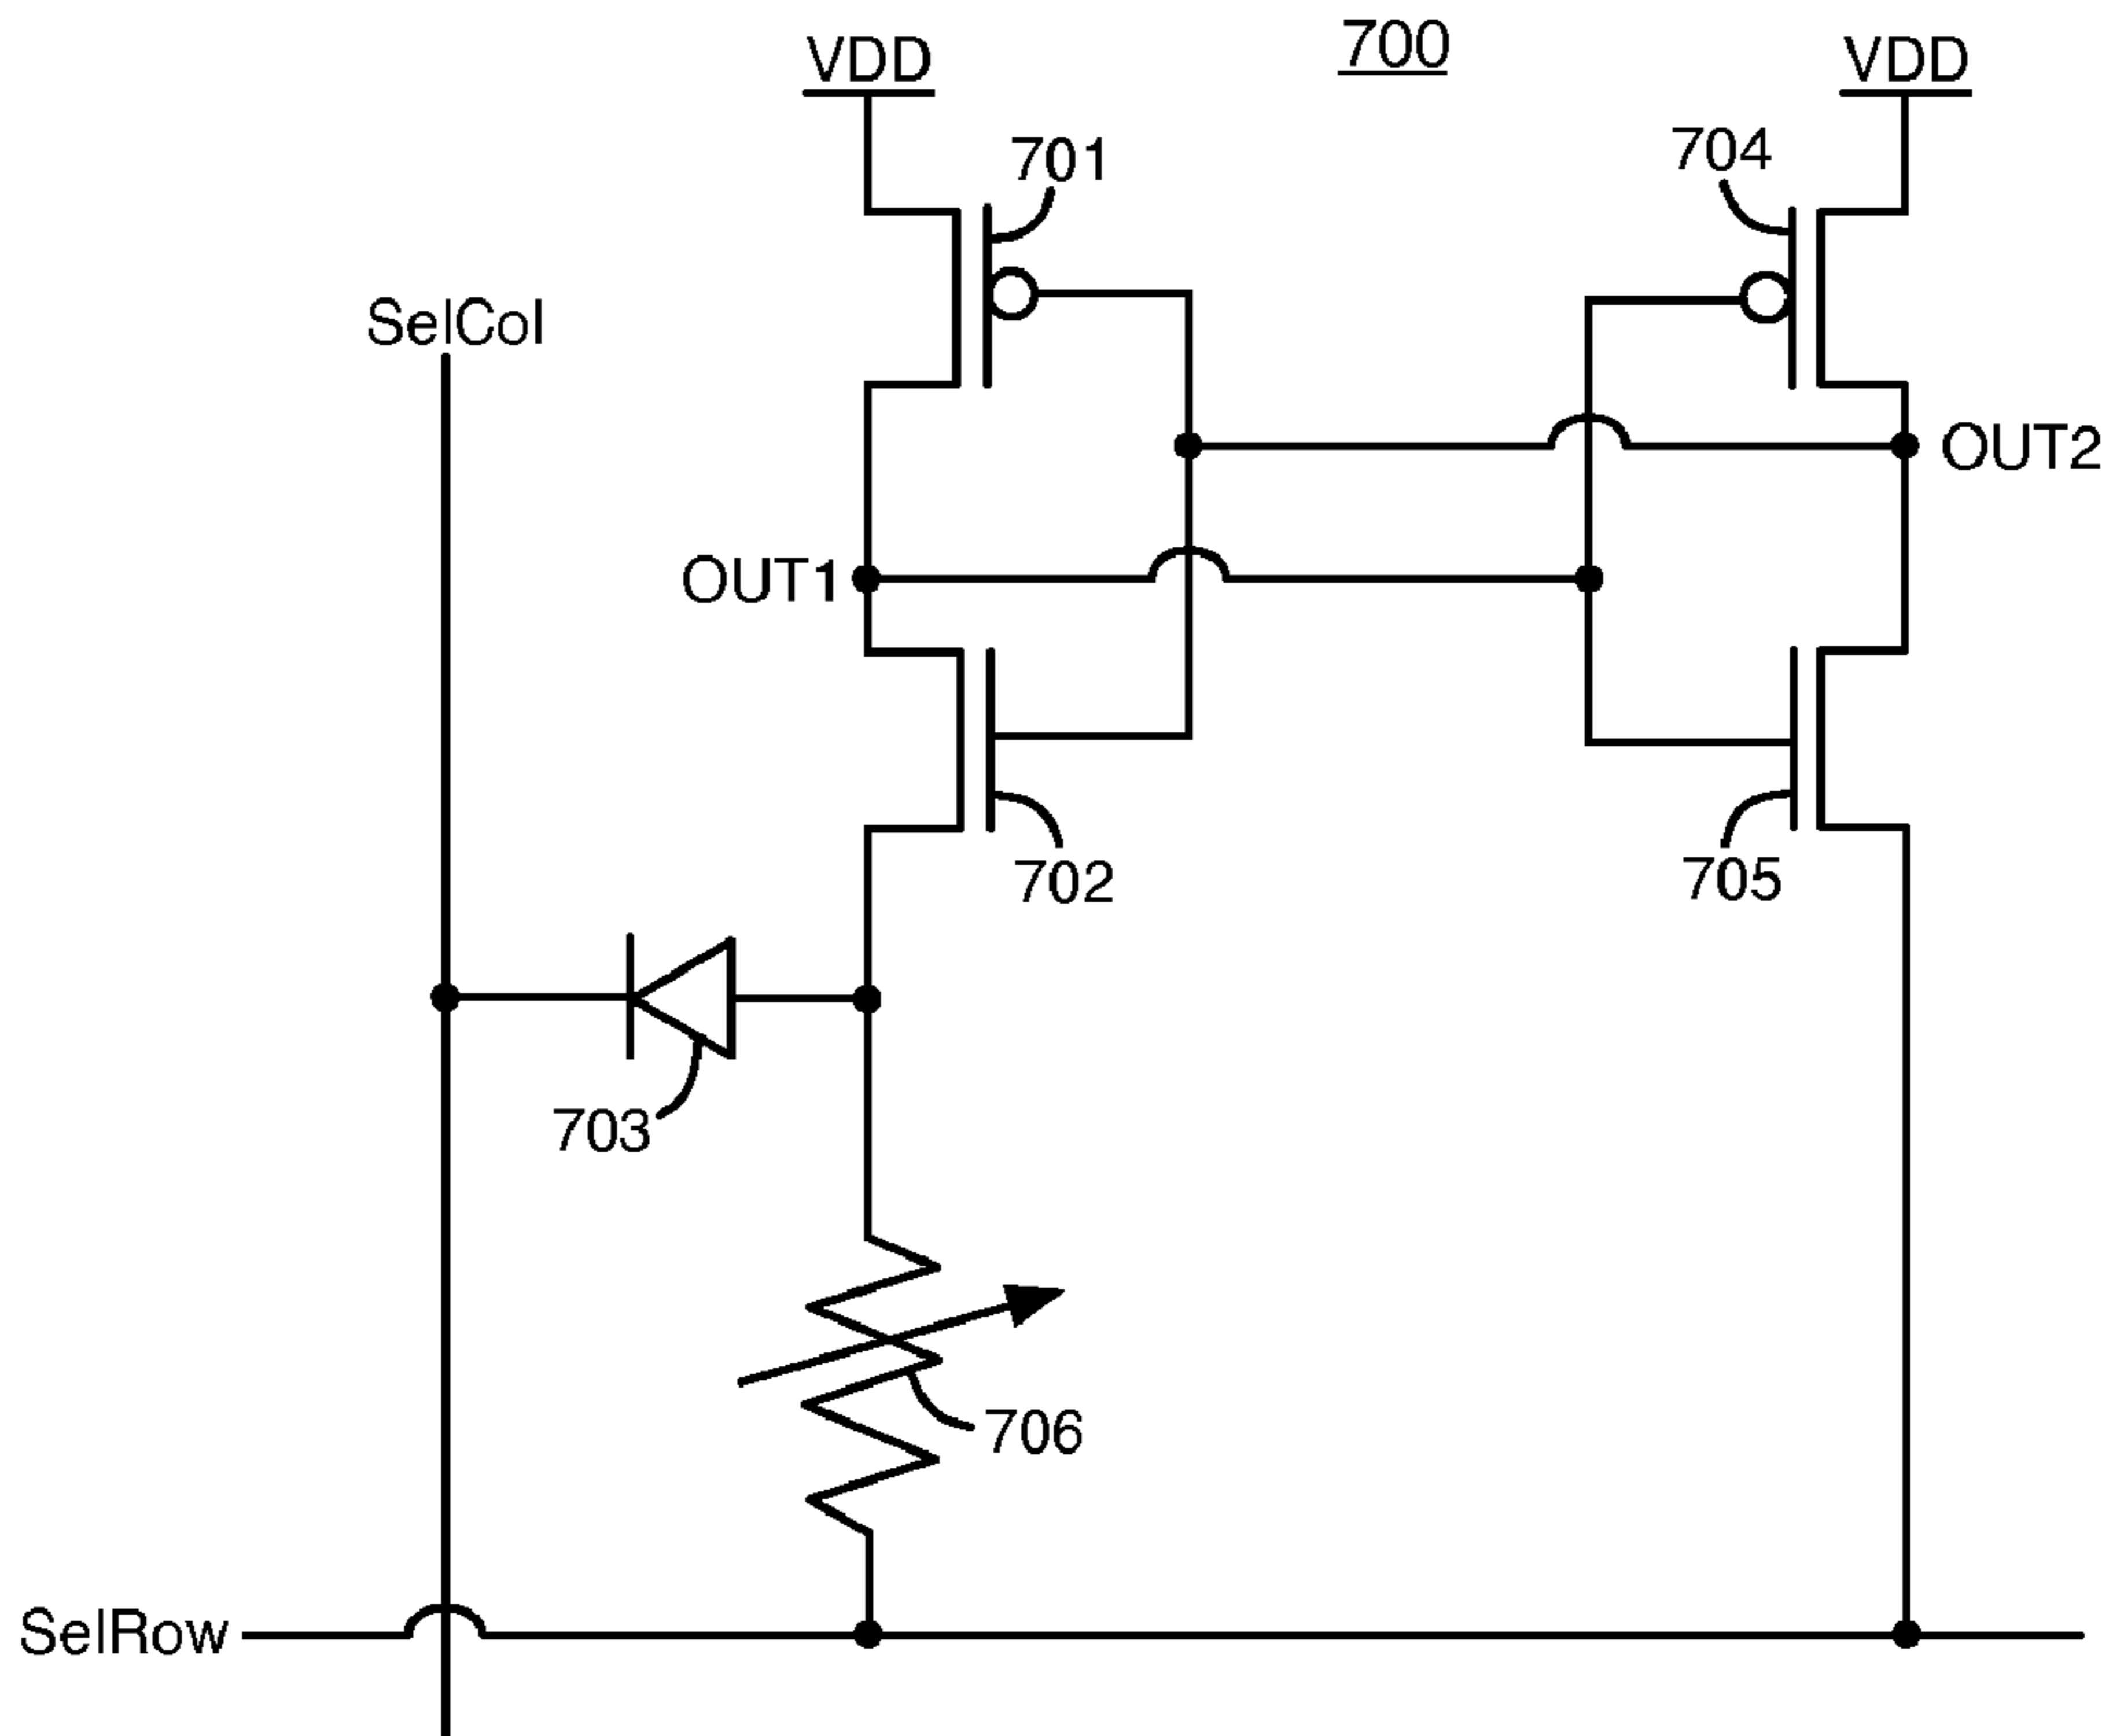 700
VDD
VDD
701
704
SelCol
OUT2
OUT1
702
705
703
706
SelRow